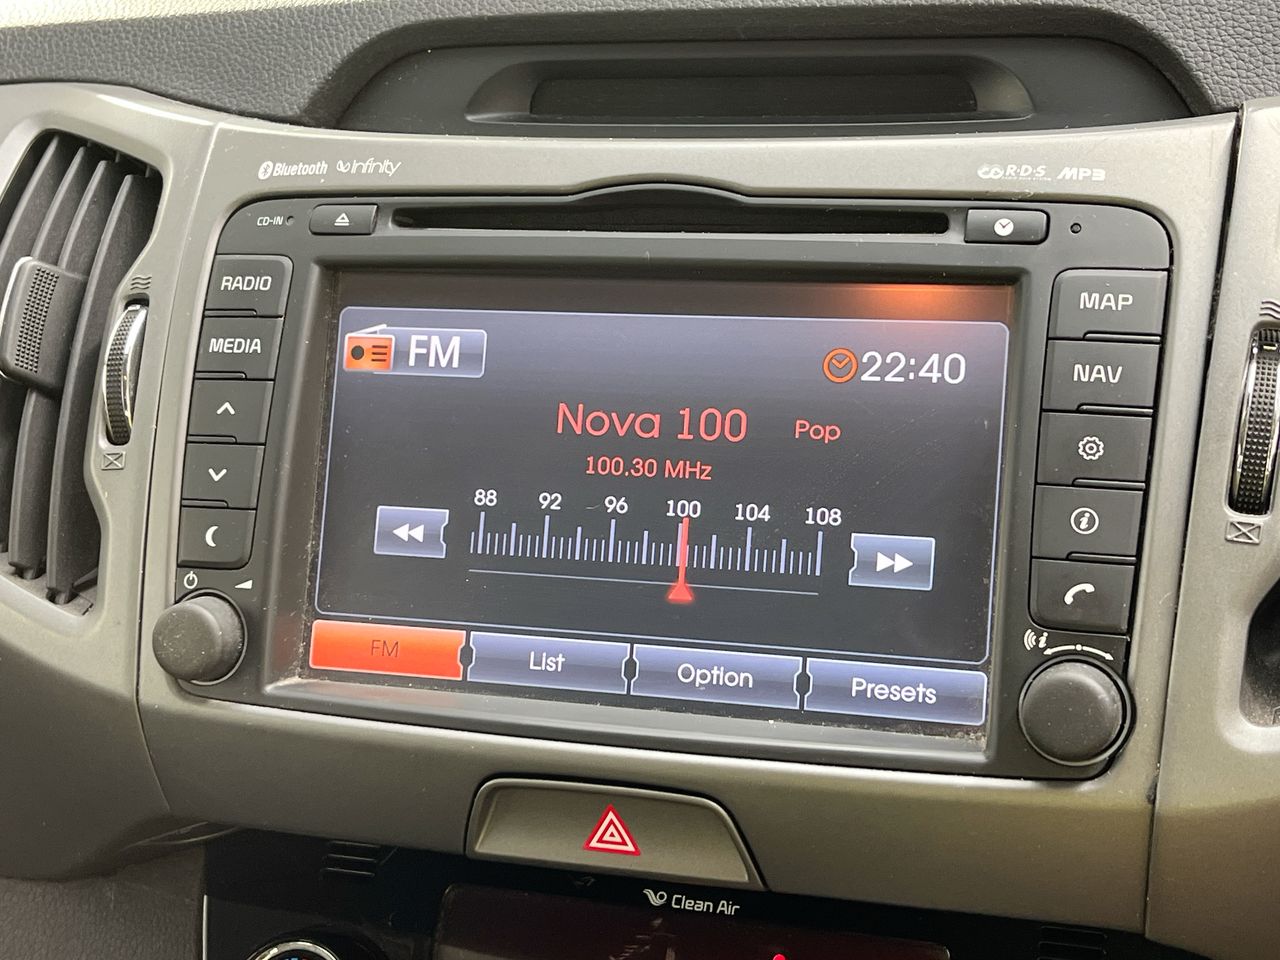 Bluetooth infinity
R·D·S MP3
CD-IN
RADIO
MEDIA
MAP
NAV
FM
22:40
Nova 100 Pop
100.30 MHz
88 92 96 100 104 108
FM List Option Presets
Clean Air